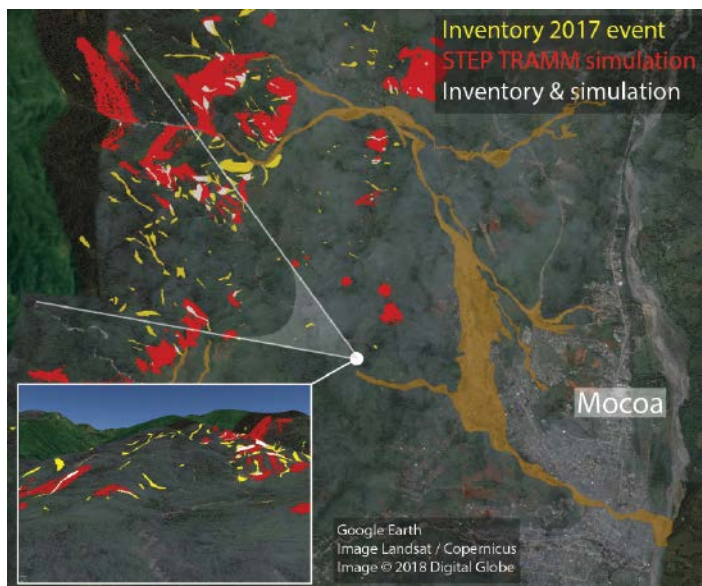 Inventory 2017 event
STEP TRAMM simulation
Inventory & simulation
Mocoa
Google Earth
Image Landsat / Copernicus
Image © 2018 Digital Globe